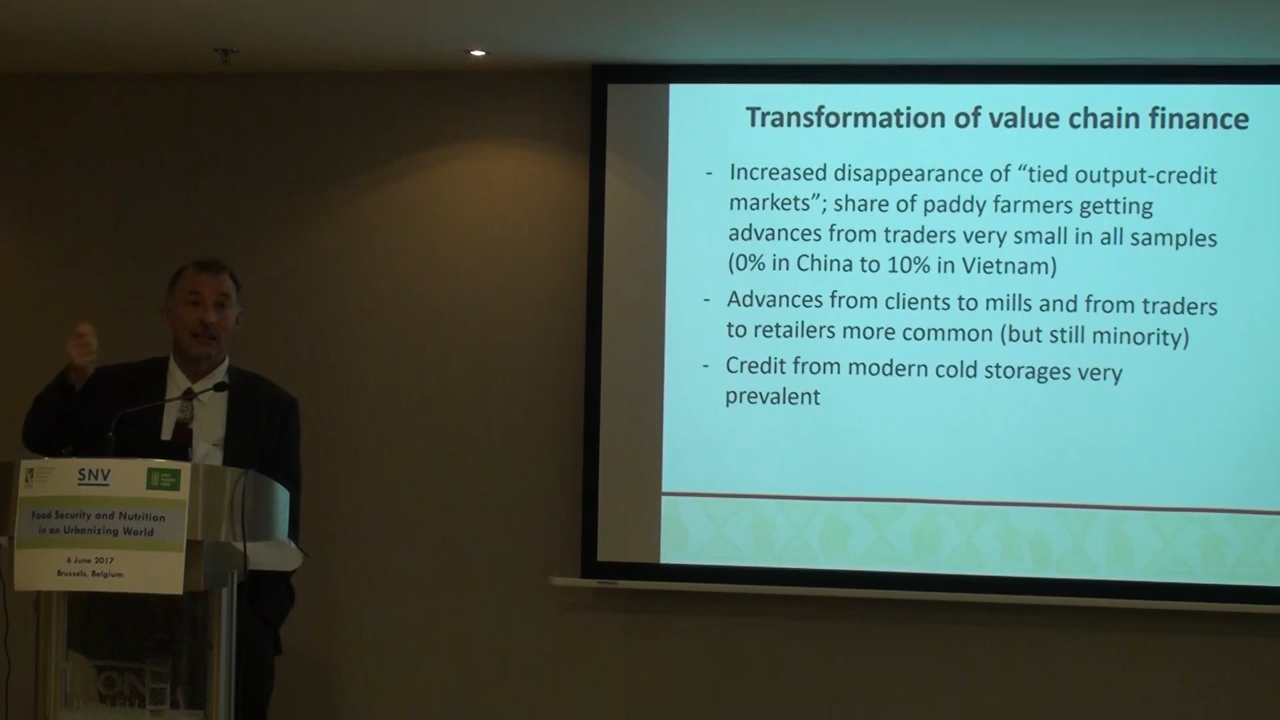 Transformation of value chain finance
- Increased disappearance of “tied output-credit
markets”; share of paddy farmers getting
advances from traders very small in all samples
(0% in China to 10% in Vietnam)
- Advances from clients to mills and from traders
to retailers more common (but still minority)
- Credit from modern cold storages very
prevalent
SNV
Food Security and Nutrition
in an Urbanizing World
6 June 2017
Brussels, Belgium